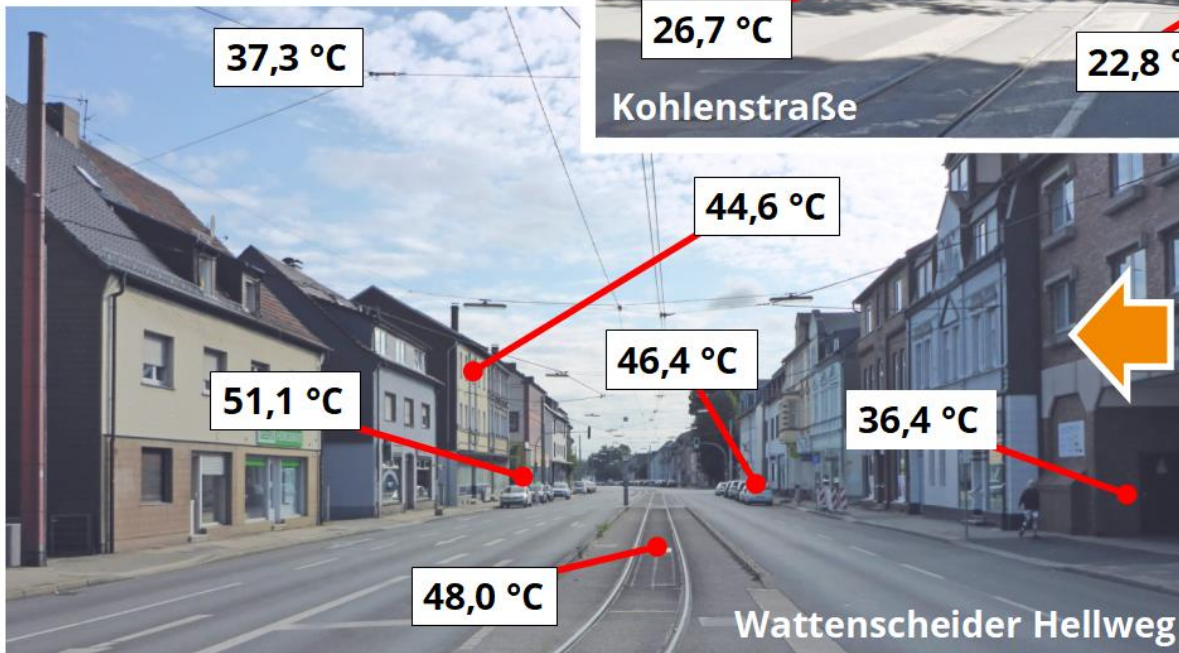 26,7 °C
22,8 °
Kohlenstraße
37,3 °C
44,6 °C
46,4 °C
51,1 °C
36,4 °C
48,0 °C
Wattenscheider Hellweg